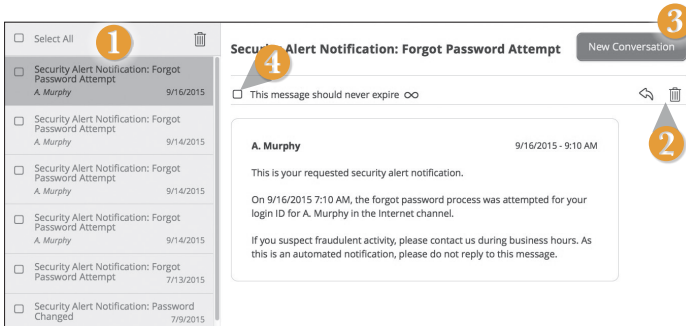 Select All
1
Security Alert Notification: Forgot
Password Attempt
A. Murphy 9/16/2015
Security Alert Notification: Forgot
Password Attempt
A. Murphy 9/14/2015
Security Alert Notification: Forgot
Password Attempt
A. Murphy 9/14/2015
Security Alert Notification: Forgot
Password Attempt
A. Murphy 9/14/2015
Security Alert Notification: Forgot
Password Attempt 7/13/2015
Security Alert Notification: Password
Changed 7/9/2015
3
Security Alert Notification: Forgot Password Attempt
New Conversation
4
This message should never expire
2
A. Murphy 9/16/2015 - 9:10 AM
This is your requested security alert notification.
On 9/16/2015 7:10 AM, the forgot password process was attempted for your
login ID for A. Murphy in the Internet channel.
If you suspect fraudulent activity, please contact us during business hours. As
this is an automated notification, please do not reply to this message.